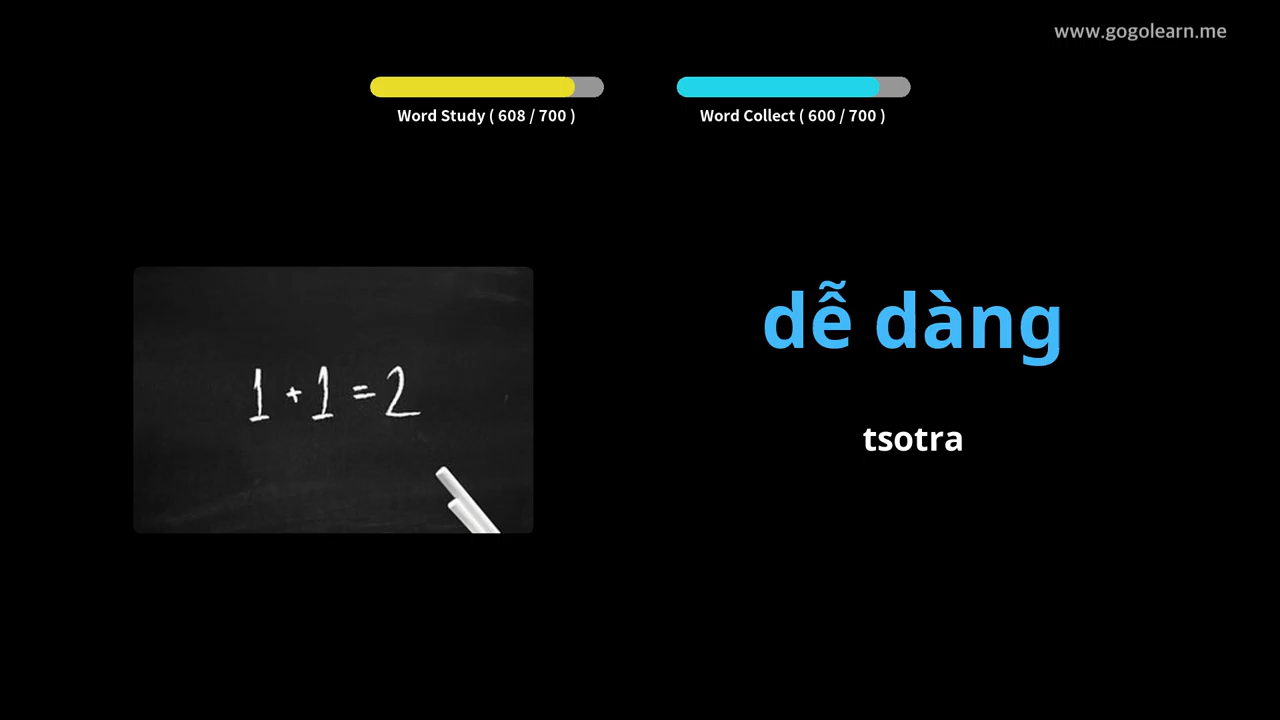 www.gogolearn.me
Word Study ( 608 / 700 )
Word Collect ( 600 / 700 )
1 + 1 = 2
dễ dàng
tsotra